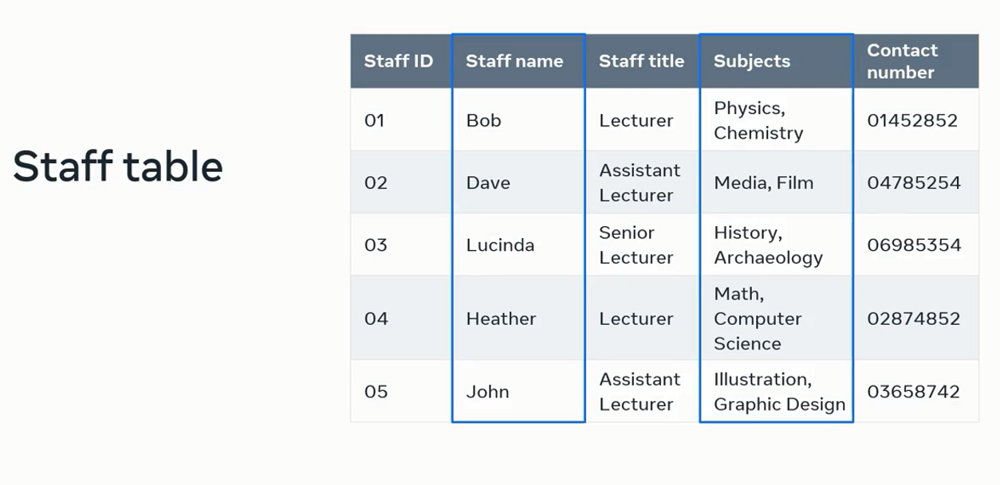 Staff table
Staff ID Staff name Staff title Subjects Contact
number
01 Bob Lecturer Physics,
Chemistry 01452852
02 Dave Assistant
Lecturer Media, Film 04785254
03 Lucinda Senior
Lecturer History,
Archaeology 06985354
04 Heather Lecturer Math,
Computer
Science 02874852
05 John Assistant
Lecturer Illustration,
Graphic Design 03658742